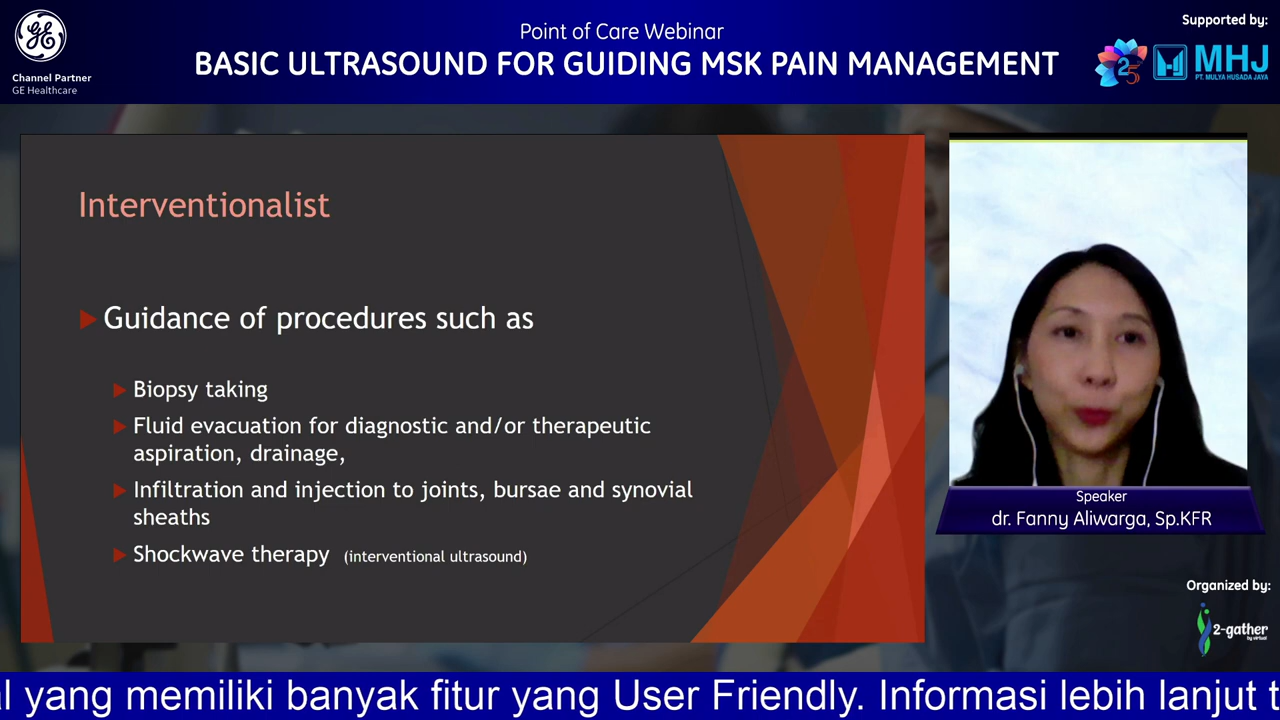 Point of Care Webinar
BASIC ULTRASOUND FOR GUIDING MSK PAIN MANAGEMENT
Channel Partner
GE Healthcare
Supported by:
25
MHJ
PT. MULYA HUSADA JAYA
Interventionalist
Guidance of procedures such as
Biopsy taking
Fluid evacuation for diagnostic and/or therapeutic
aspiration, drainage,
Infiltration and injection to joints, bursae and synovial
sheaths
Shockwave therapy (interventional ultrasound)
Speaker
dr. Fanny Aliwarga, Sp.KFR
Organized by:
2-gather
by virtual
yang memiliki banyak fitur yang User Friendly. Informasi lebih lanjut